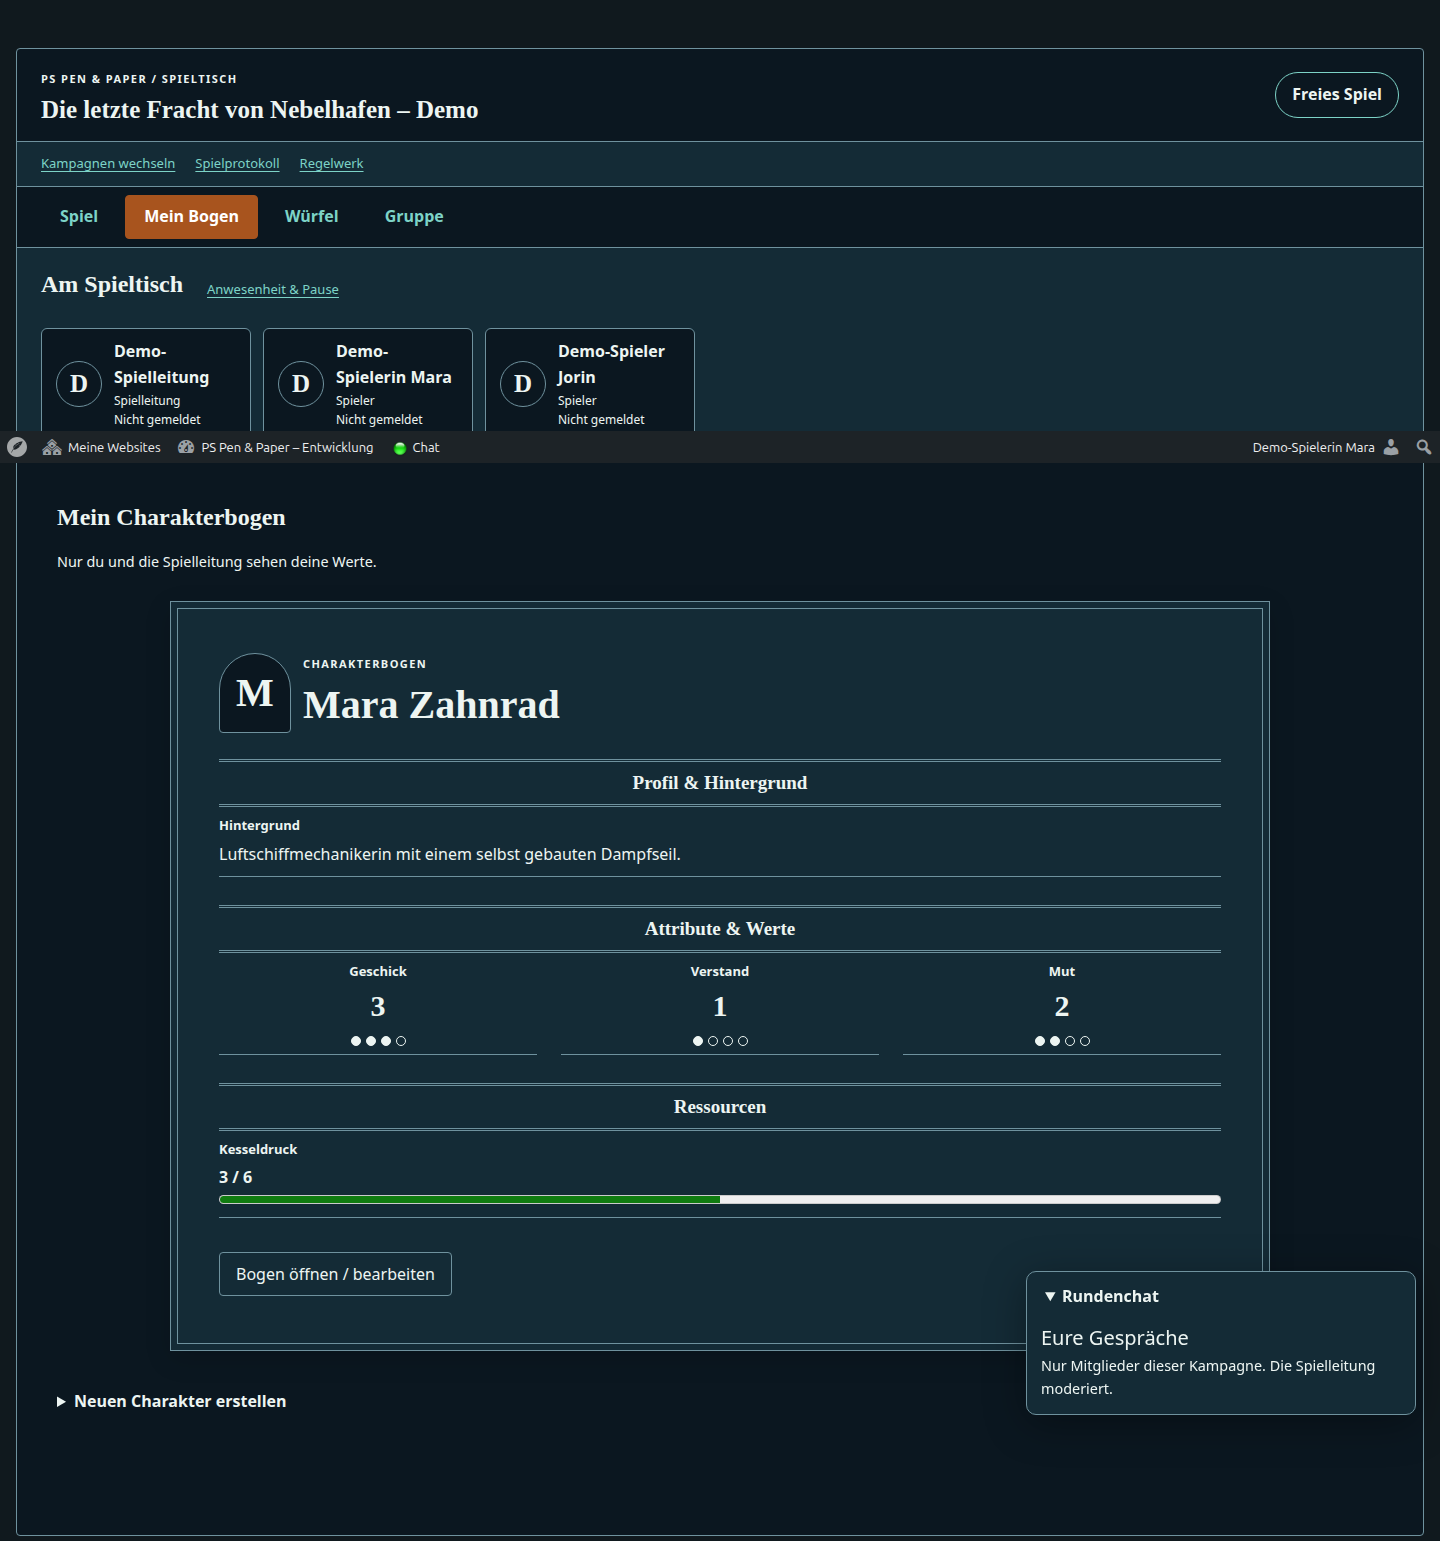 PS PEN & PAPER / SPIELTISCH
Die letzte Fracht von Nebelhafen – Demo
Freies Spiel
Kampagnen wechseln Spielprotokoll Regelwerk
Spiel Mein Bogen Würfel Gruppe
Am Spieltisch Anwesenheit & Pause
D
Demo-
Spielleitung
Spielleitung
Nicht gemeldet
D
Demo-
Spielerin Mara
Spieler
Nicht gemeldet
D
Demo-Spieler
Jorin
Spieler
Nicht gemeldet
Meine Websites PS Pen & Paper – Entwicklung Chat Demo-Spielerin Mara
Mein Charakterbogen
Nur du und die Spielleitung sehen deine Werte.
M
CHARAKTERBOGEN
Mara Zahnrad
Profil & Hintergrund
Hintergrund
Luftschiffmechanikerin mit einem selbst gebauten Dampfseil.
Attribute & Werte
Geschick Verstand Mut
3 1 2
Ressourcen
Kesseldruck
3 / 6
Bogen öffnen / bearbeiten
Rundenchat
Eure Gespräche
Nur Mitglieder dieser Kampagne. Die Spielleitung
moderiert.
Neuen Charakter erstellen